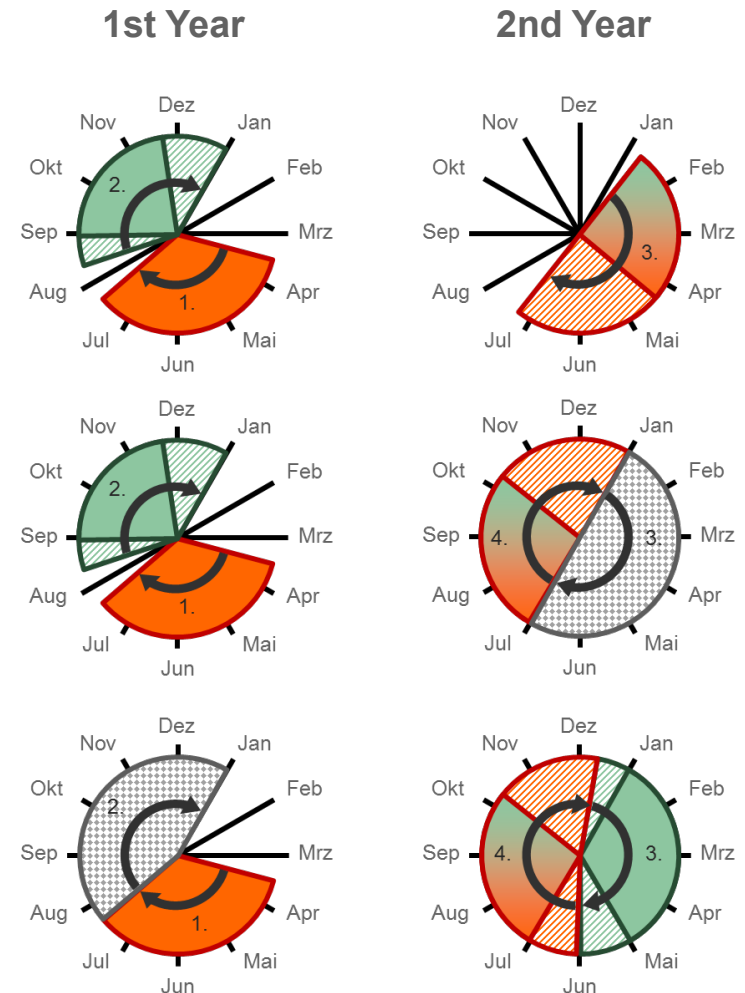 1st Year
2nd Year
Dez
Nov
Jan
Okt
2.
Feb
Sep
Mrz
Aug
1.
Apr
Jul
Mai
Jun
Dez
Nov
Jan
Okt
Feb
Sep
3.
Mrz
Aug
Apr
Jul
Mai
Jun
Dez
Nov
Jan
Okt
2.
Feb
Sep
Mrz
Aug
1.
Apr
Jul
Mai
Jun
Dez
Nov
Jan
Okt
Feb
Sep
4.
3.
Mrz
Aug
Apr
Jul
Mai
Jun
Dez
Nov
Jan
Okt
2.
Feb
Sep
Mrz
Aug
1.
Apr
Jul
Mai
Jun
Dez
Nov
Jan
Okt
Feb
Sep
4.
3.
Mrz
Aug
Apr
Jul
Mai
Jun